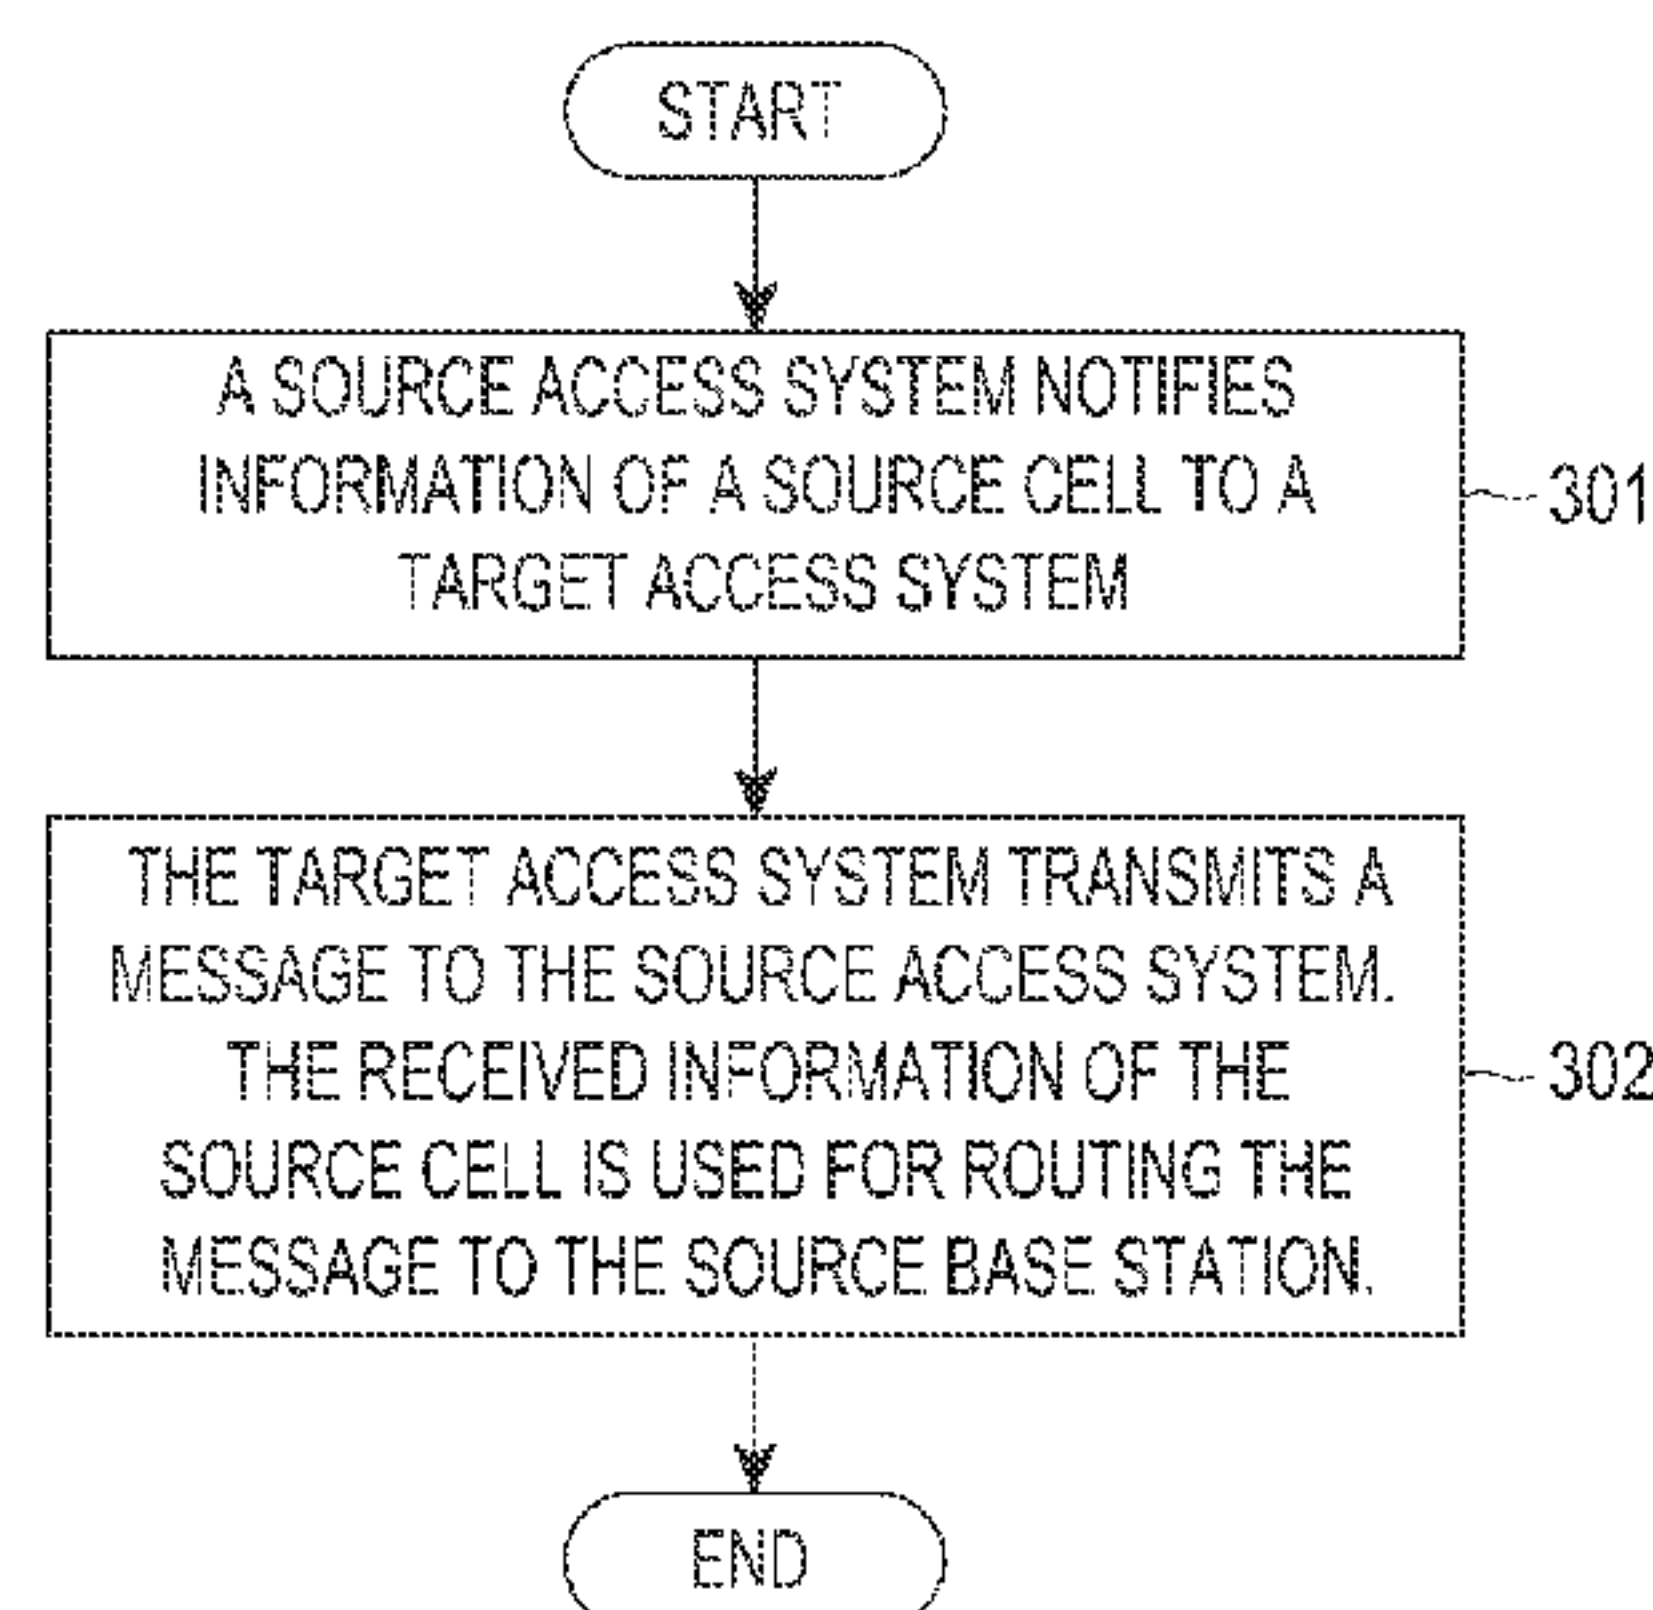 START
A SOURCE ACCESS SYSTEM NOTIFIES
INFORMATION OF A SOURCE CELL TO A
TARGET ACCESS SYSTEM
301
THE TARGET ACCESS SYSTEM TRANSMITS A
MESSAGE TO THE SOURCE ACCESS SYSTEM.
THE RECEIVED INFORMATION OF THE
SOURCE CELL IS USED FOR ROUTING THE
MESSAGE TO THE SOURCE BASE STATION.
302
END